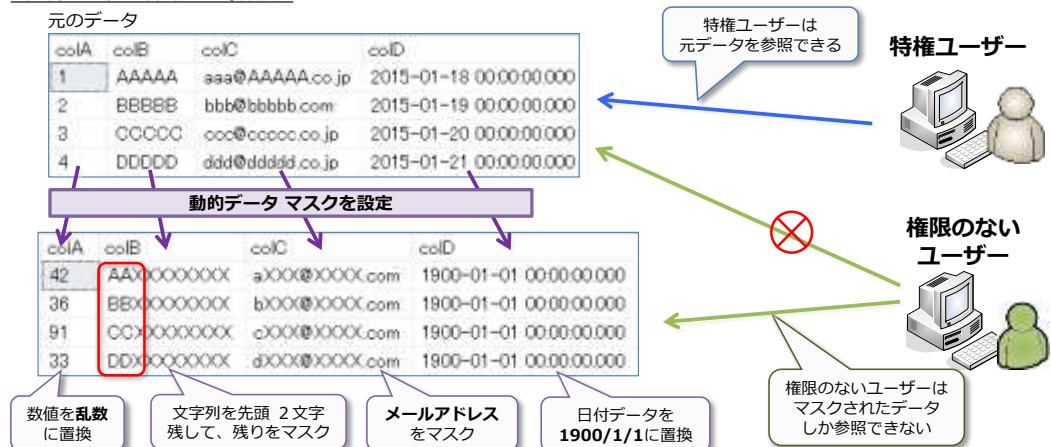 元のデータ
特権ユーザーは
元データを参照できる
特権ユーザー
colA colB colC colD
1 AAAAA aaa@AAAAA.co.jp 2015-01-18 00:00:00.000
2 BBBBB bbb@bbbbb.com 2015-01-19 00:00:00.000
3 CCCCC ccc@ccccc.co.jp 2015-01-20 00:00:00.000
4 DDDDD ddd@ddddd.co.jp 2015-01-21 00:00:00.000
動的データ マスクを設定
権限のない
ユーザー
colA colB colC colD
42 AAXXXXXXXXX aXXX@XXXX.com 1900-01-01 00:00:00.000
36 BBXXXXXXXXX bXXX@XXXX.com 1900-01-01 00:00:00.000
91 CCXXXXXXXXX cXXX@XXXX.com 1900-01-01 00:00:00.000
33 DDXXXXXXXXX dXXX@XXXX.com 1900-01-01 00:00:00.000
数値を乱数
に置換
文字列を先頭 2文字
残して、残りをマスク
メールアドレス
をマスク
日付データを
1900/1/1に置換
権限のないユーザーは
マスクされたデータ
しか参照できない